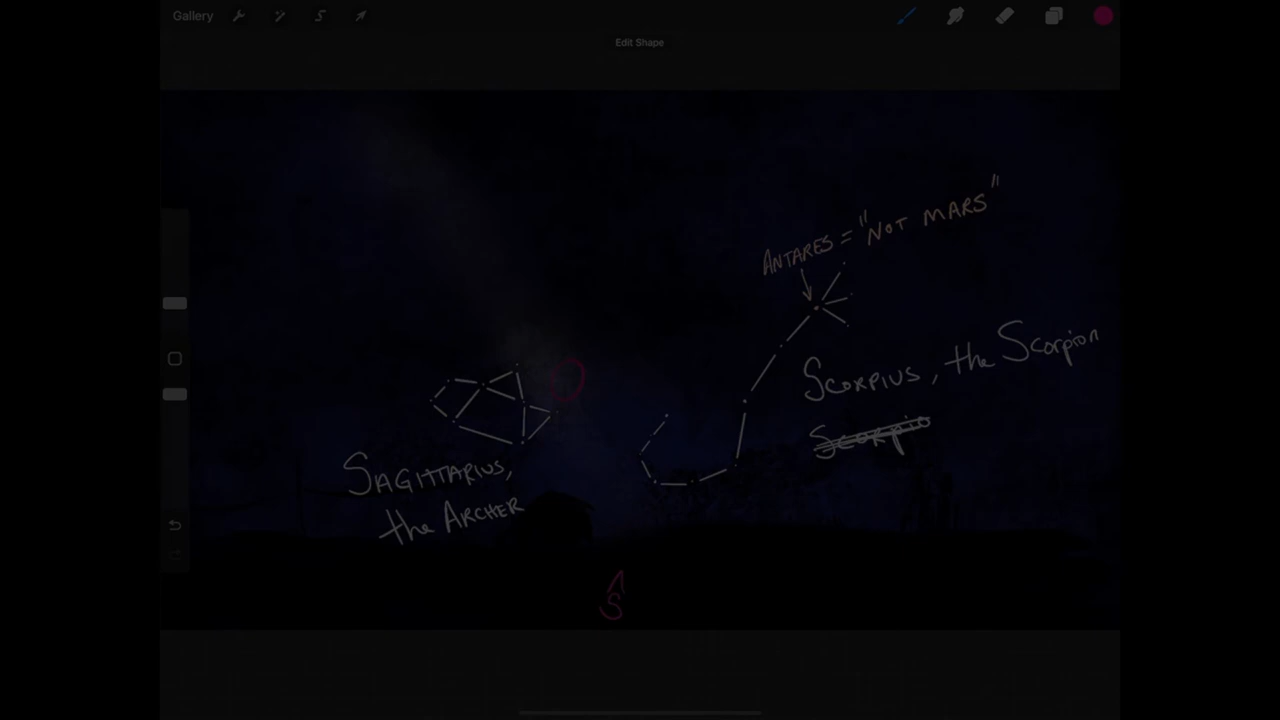 Gallery
Edit Shape
ANTARES = "NOT MARS"
SCORPIUS, the Scorpion
Scorpio
SAGITTARIUS,
the ARCHER
S